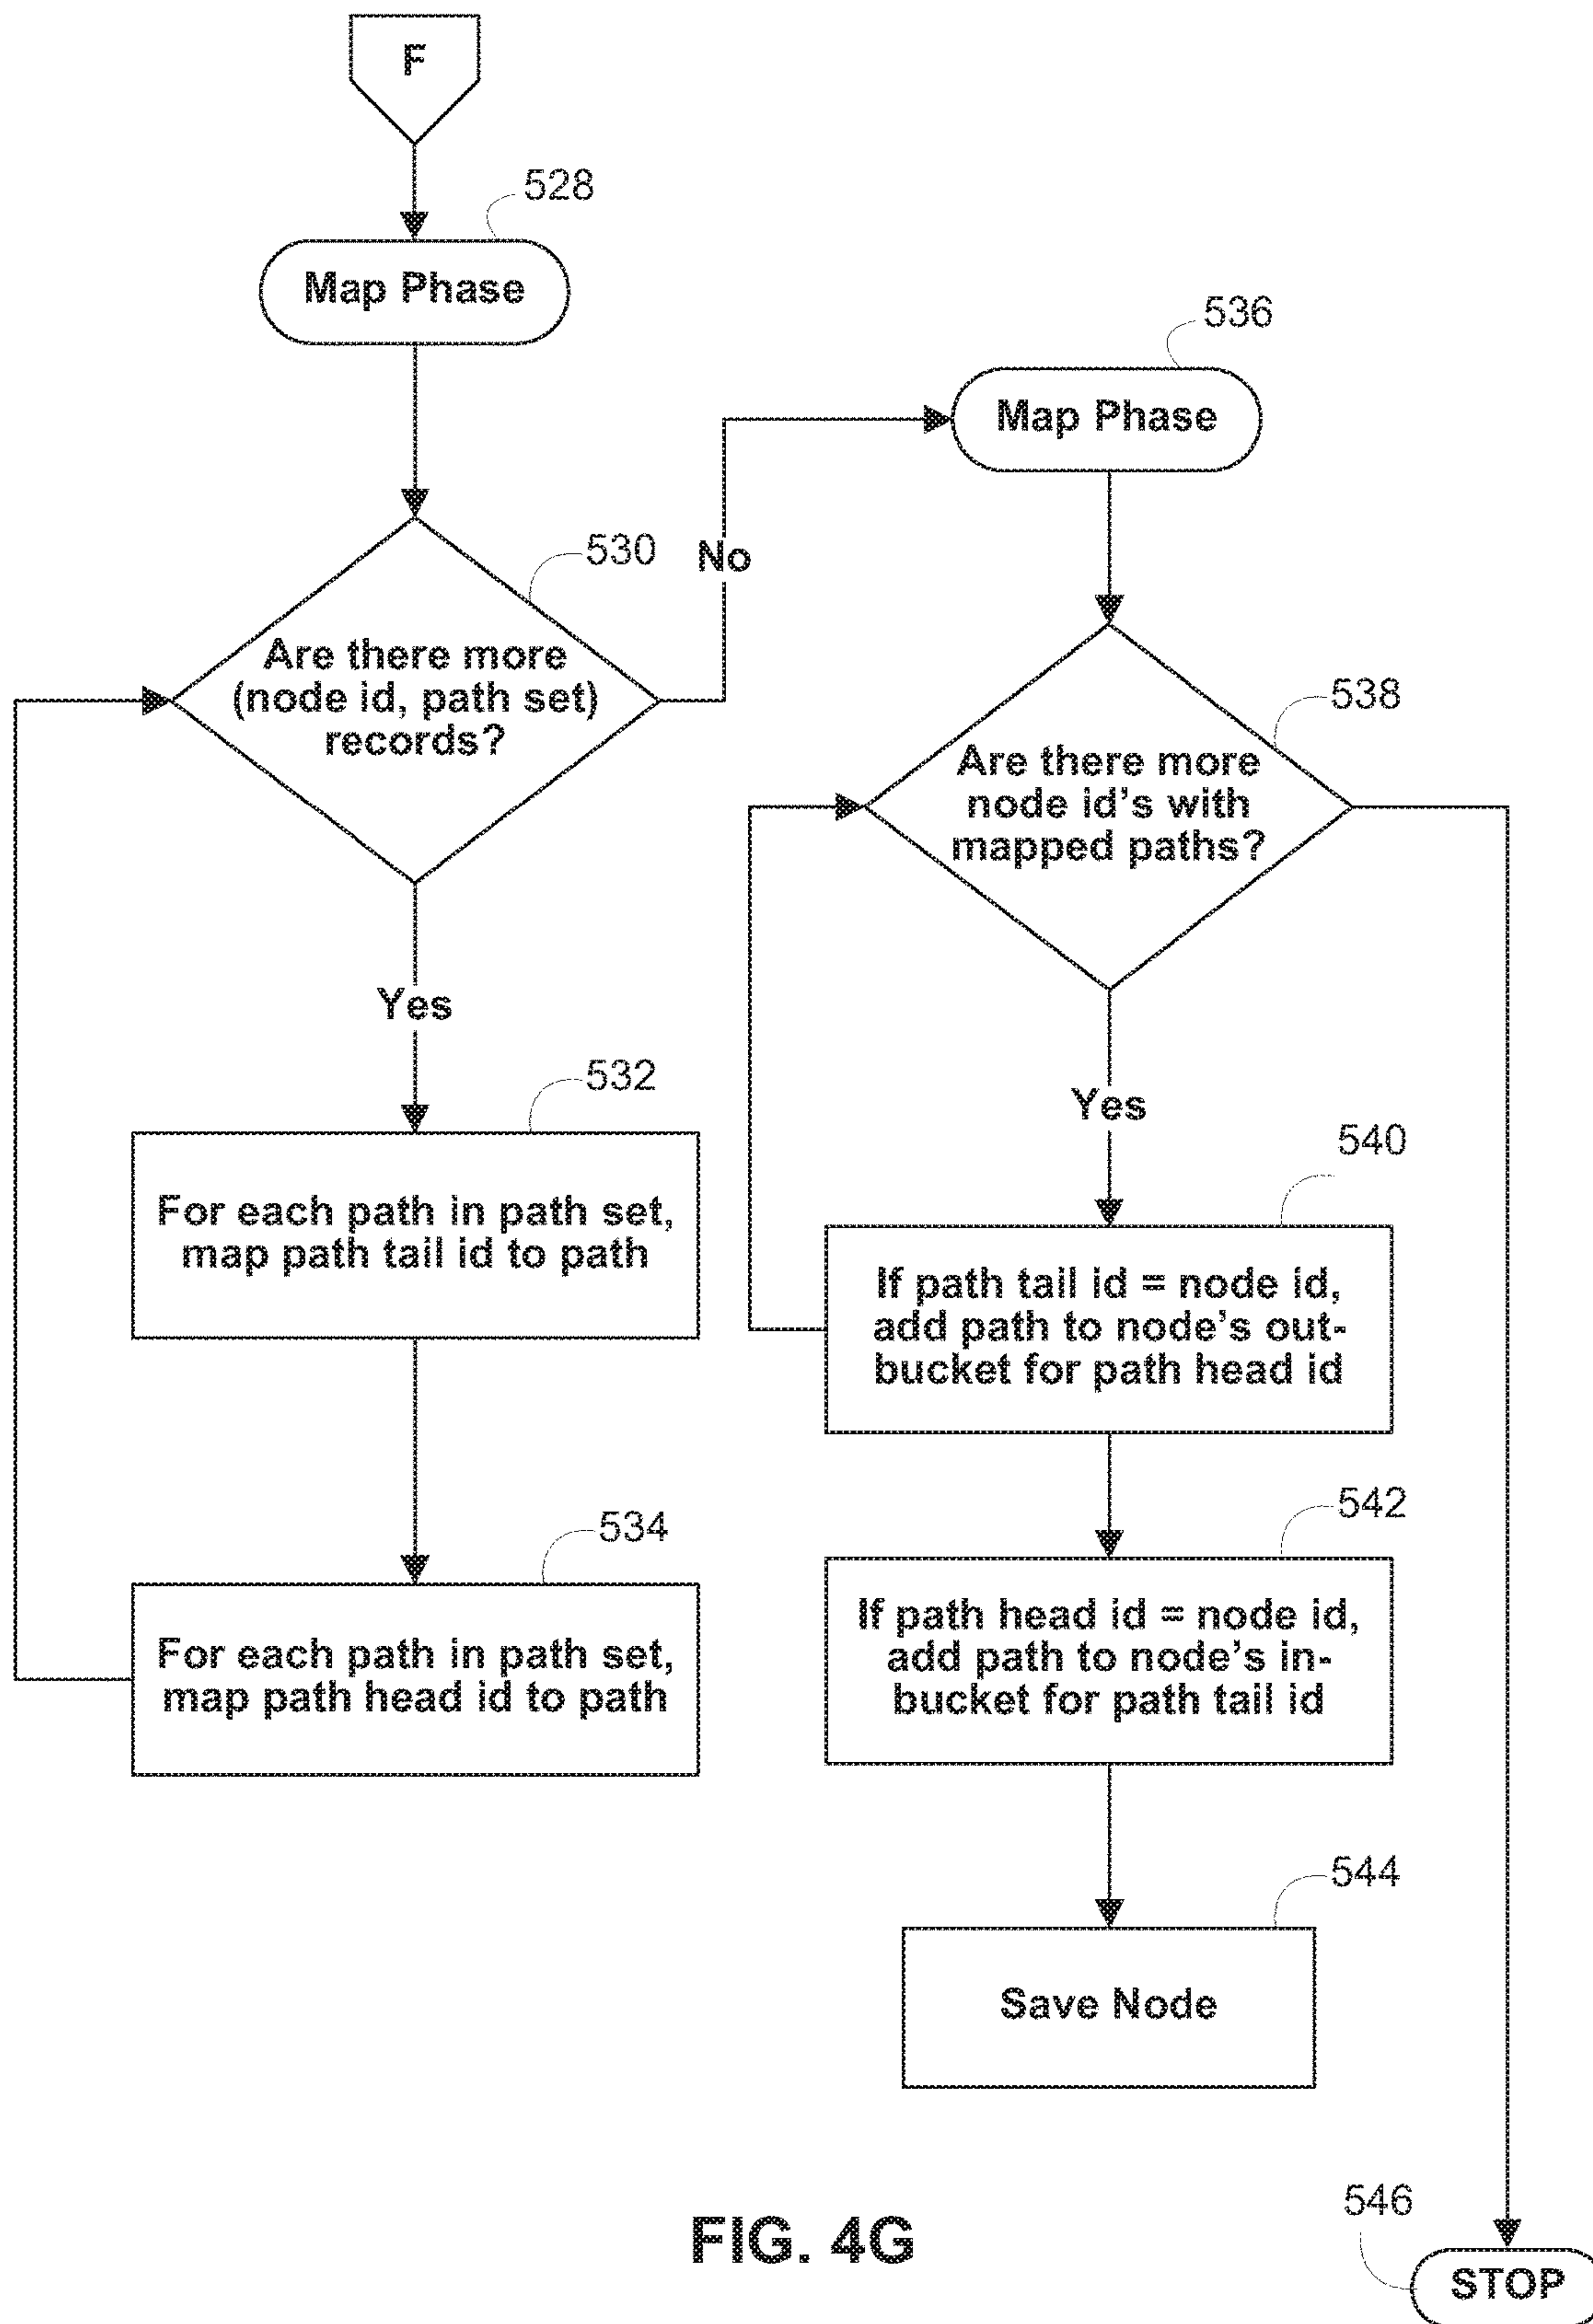 F
528
Map Phase
536
Map Phase
530
No
Are there more
(node id, path set)
records?
538
Are there more
node id's with
mapped paths?
Yes
532
For each path in path set,
map path tail id to path
Yes
540
If path tail id = node id,
add path to node's out-
bucket for path head id
534
For each path in path set,
map path head id to path
542
If path head id = node id,
add path to node's in-
bucket for path tail id
544
Save Node
546
STOP
FIG. 4G